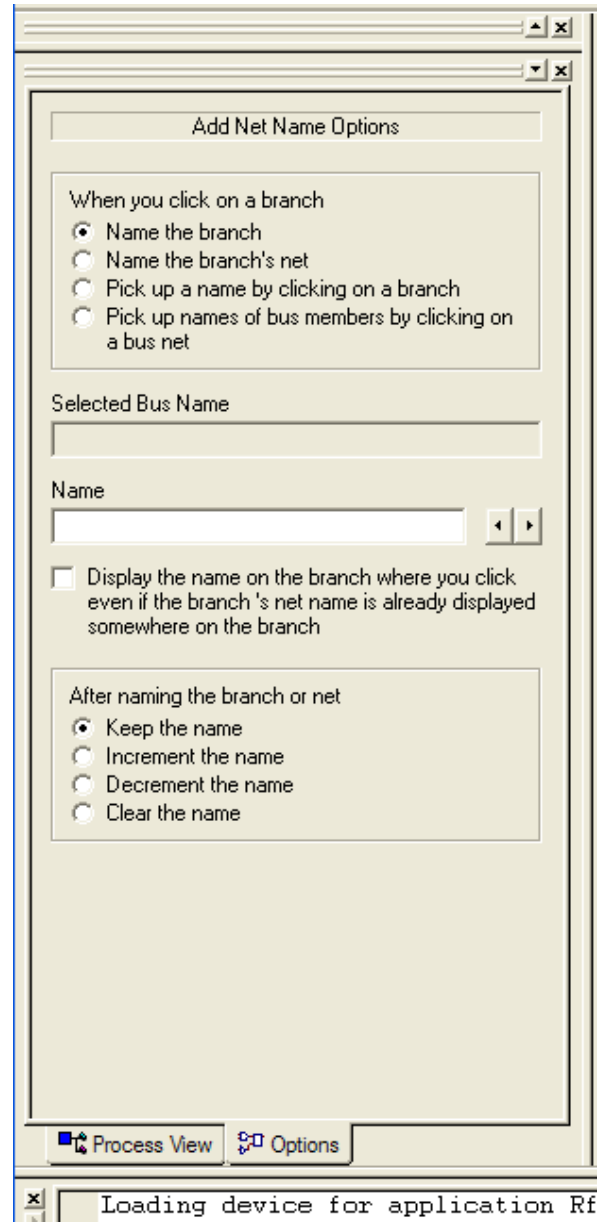 Add Net Name Options
When you click on a branch
Name the branch
Name the branch's net
Pick up a name by clicking on a branch
Pick up names of bus members by clicking on
a bus net
Selected Bus Name
Name
Display the name on the branch where you click
even if the branch 's net name is already displayed
somewhere on the branch
After naming the branch or net
Keep the name
Increment the name
Decrement the name
Clear the name
Process View
Options
Loading device for application Rf